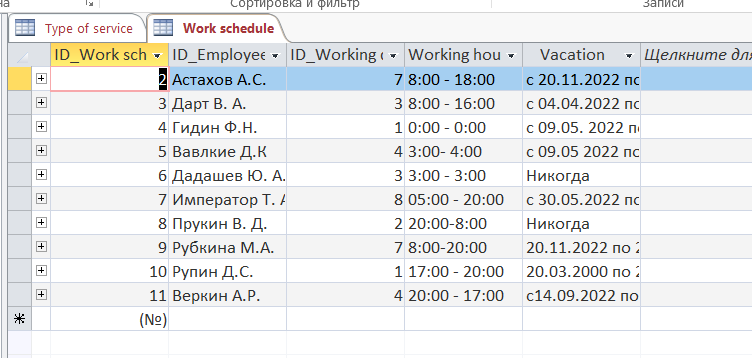 Сортировка и фильтр Записи
Type of service Work schedule
ID_Work sch ID_Employee ID_Working Working hou Vacation Щелкните для
2 Астахов А.С. 7 8:00 - 18:00 с 20.11.2022 по
3 Дарт В. А. 3 8:00 - 16:00 с 04.04.2022 по
4 Гидин Ф.Н. 1 0:00 - 0:00 с 09.05. 2022 по
5 Вавлкие Д.К 4 3:00- 4:00 с 09.05 2022 по
6 Дадашев Ю. А. 3 3:00 - 3:00 Никогда
7 Император Т. А 8 05:00 - 20:00 с 30.05.2022 по
8 Прукин В. Д. 2 20:00-8:00 Никогда
9 Рубкина М.А. 7 8:00-20:00 20.11.2022 по 2
10 Рупин Д.С. 1 17:00 - 20:00 20.03.2000 по 2
11 Веркин А.Р. 4 20:00 - 17:00 с14.09.2022 по
(№)